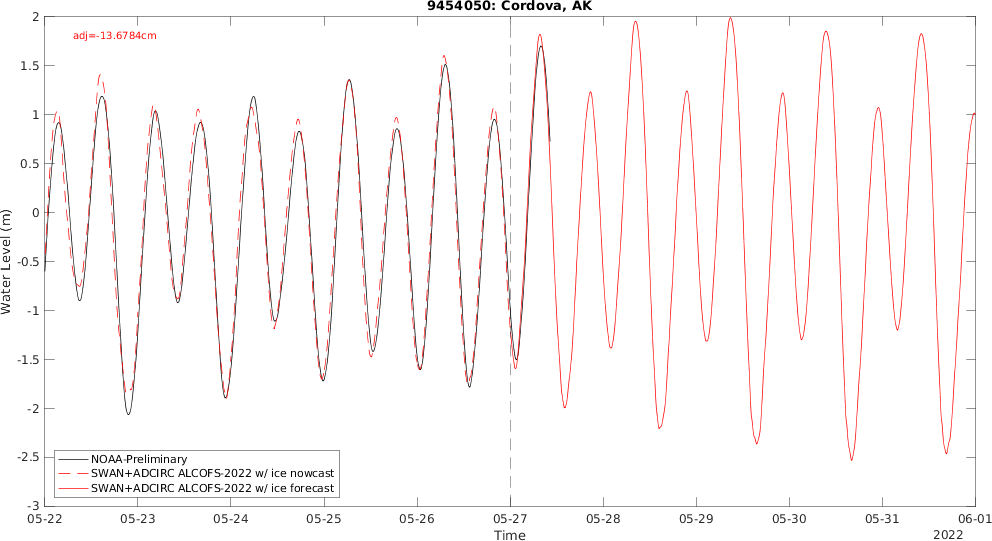 9454050: Cordova, AK
adj=-13.6784cm
2
1.5
1
0.5
0
-0.5
-1
-1.5
-2
-2.5
-3
Water Level (m)
NOAA-Preliminary
SWAN+ADCIRC ALCOFS-2022 w/ ice nowcast
SWAN+ADCIRC ALCOFS-2022 w/ ice forecast
05-22 05-23 05-24 05-25 05-26 05-27 05-28 05-29 05-30 05-31 06-01
Time
2022